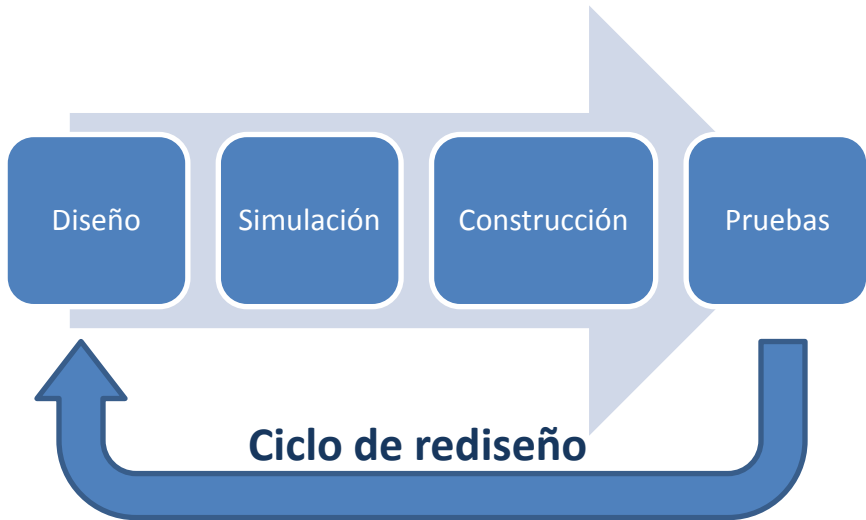 Diseño
Simulación
Construcción
Pruebas
Ciclo de rediseño